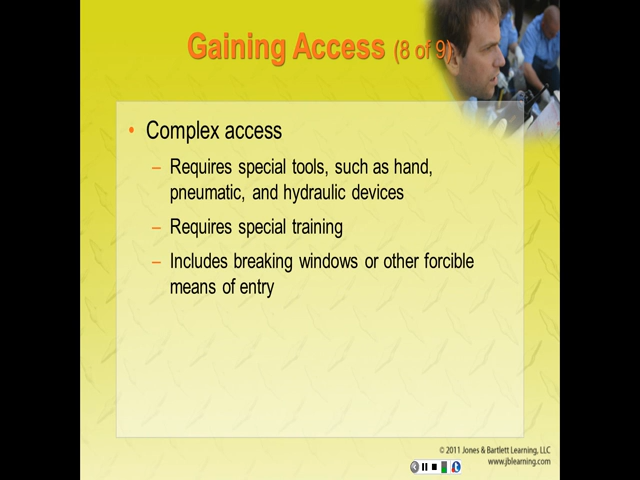 Gaining Access (8 of 9)
• Complex access
– Requires special tools, such as hand,
pneumatic, and hydraulic devices
– Requires special training
– Includes breaking windows or other forcible
means of entry
© 2011 Jones & Bartlett Learning, LLC
www.jblearning.com